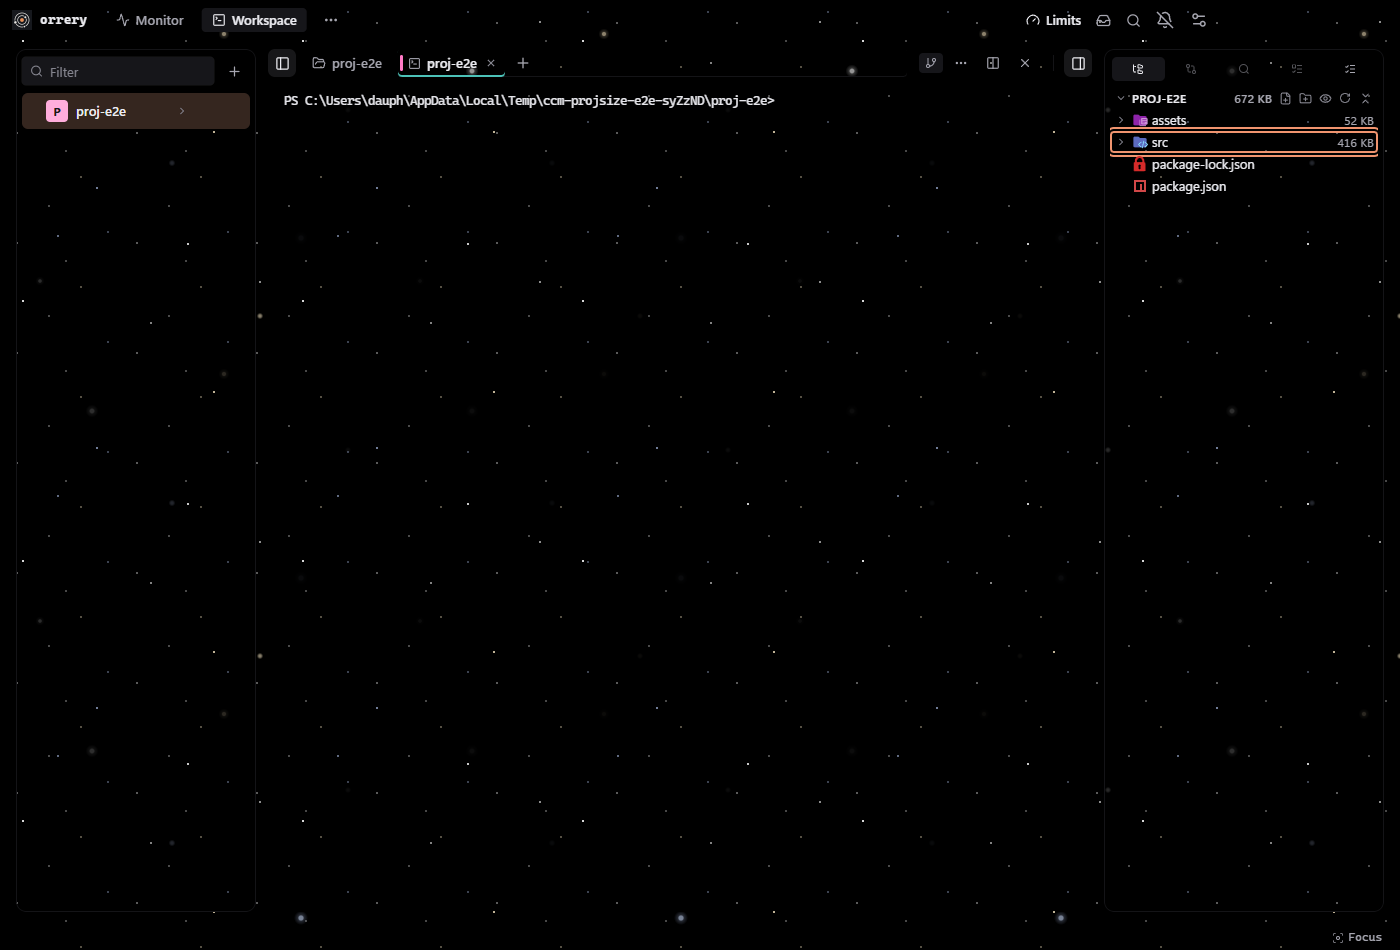 orrery
Monitor
Workspace
Limits
Filter
P proj-e2e
proj-e2e
proj-e2e
PS C:\Users\dauph\AppData\Local\Temp\ccm-projsize-e2e-syZzND\proj-e2e>
PROJ-E2E 672 KB
assets 52 KB
src 416 KB
package-lock.json
package.json
Focus